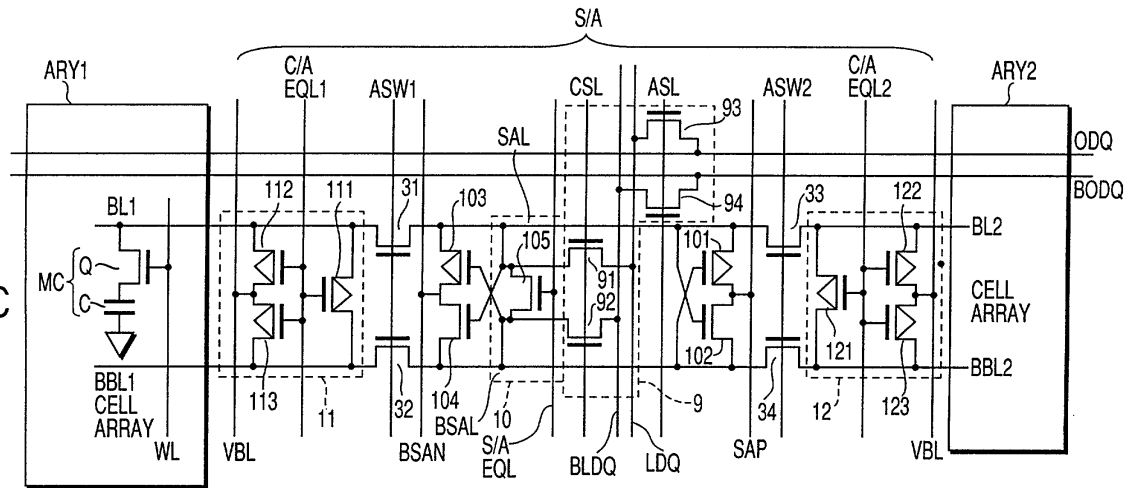 S/A
ARY1
C/A
EQL1
ASW1
CSL
ASL
ASW2
C/A
EQL2
ARY2
SAL
93
ODQ
BODQ
94
BL1
112
111
31
103
105
101
33
122
BL2
MC
Q
C
91
92
CELL
ARRAY
121
102
BBL1
CELL
ARRAY
WL
113
11
VBL
32
104
BSAN
BSAL
10
S/A
EQL
BLDQ
LDQ
9
SAP
34
12
123
VBL
BBL2
C